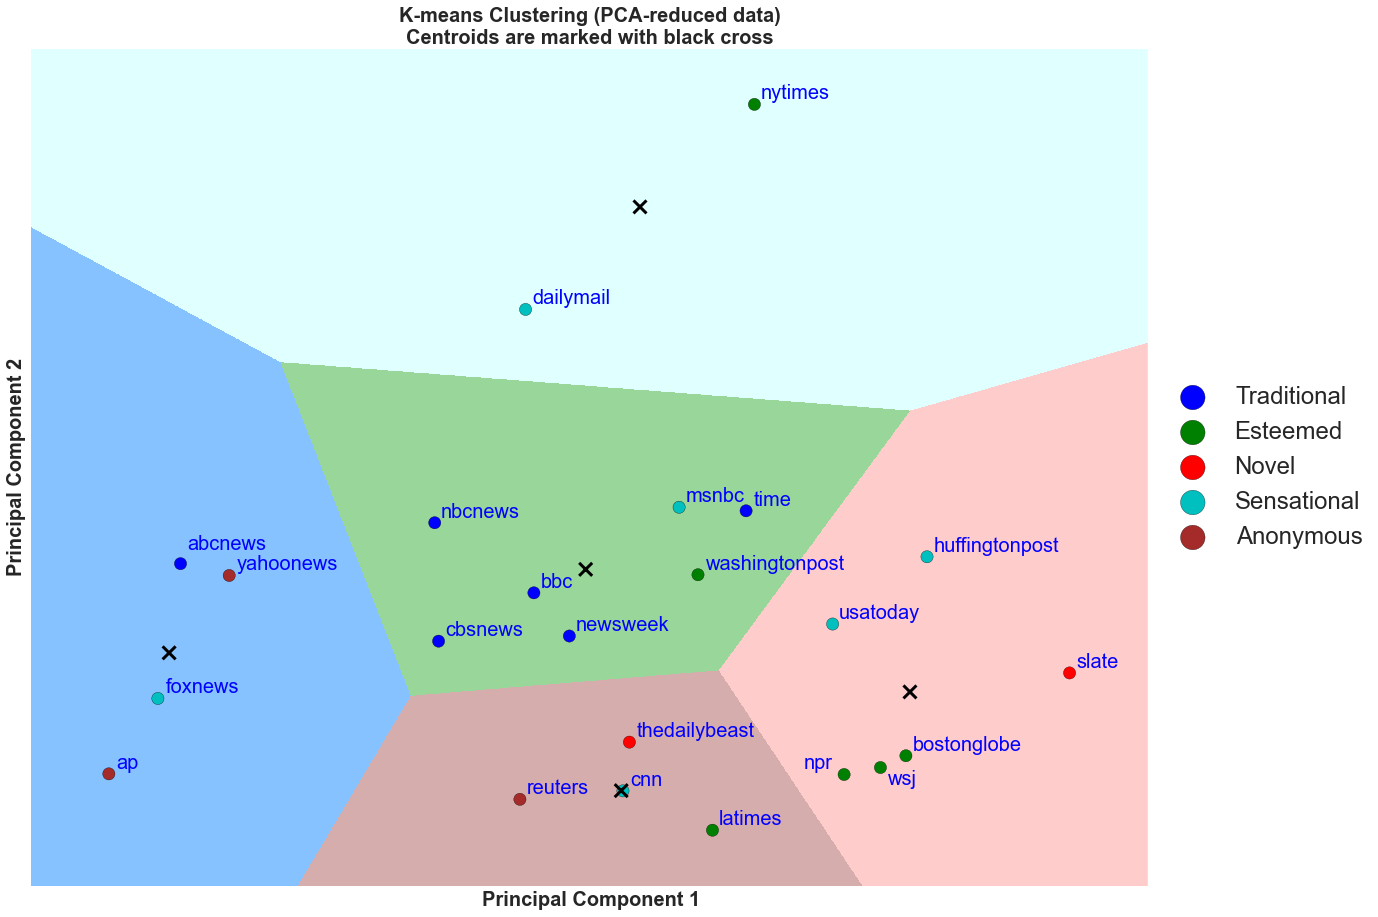 K-means Clustering (PCA-reduced data)
Centroids are marked with black cross
nytimes
dailymail
Principal Component 2
nbcnews
msnbc
time
abcnews
yahoonews
bbc
washingtonpost
huffingtonpost
cbsnews
newsweek
usatoday
foxnews
slate
ap
thedailybeast
bostonglobe
npr
wsj
reuters
cnn
latimes
Principal Component 1
Traditional
Esteemed
Novel
Sensational
Anonymous